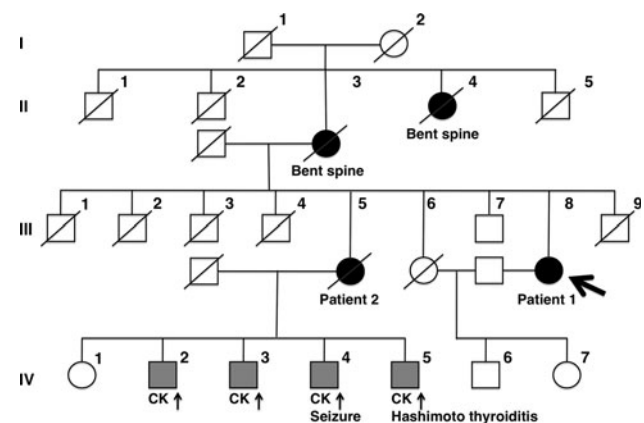 I
1
2
II
1
2
3
4
5
Bent spine
Bent spine
III
1
2
3
4
5
6
7
8
9
Patient 2
Patient 1
IV
1
2
3
4
5
6
7
CK ↑
CK ↑
CK ↑
CK ↑
Seizure
Hashimoto thyroiditis